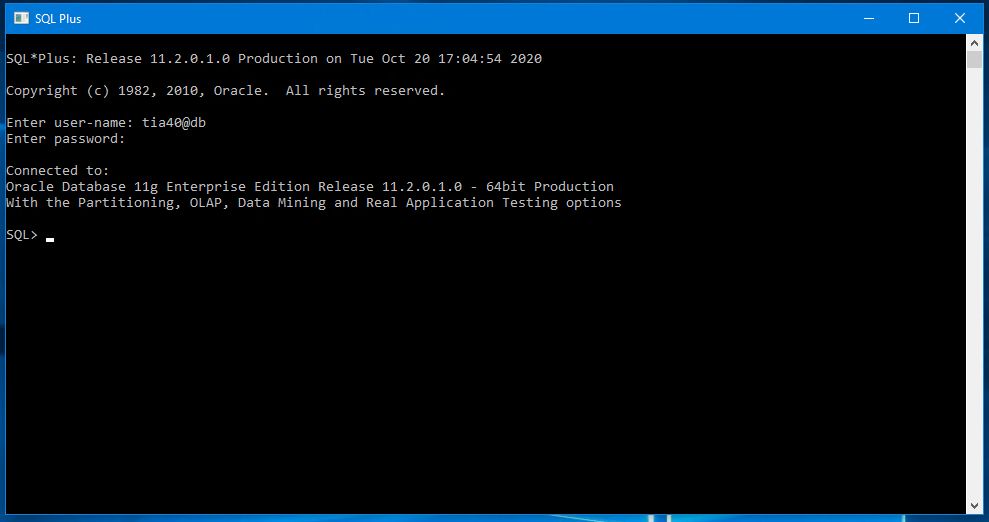 SQL Plus
SQL*Plus: Release 11.2.0.1.0 Production on Tue Oct 20 17:04:54 2020
Copyright (c) 1982, 2010, Oracle.  All rights reserved.
Enter user-name: tia40@db
Enter password:
Connected to:
Oracle Database 11g Enterprise Edition Release 11.2.0.1.0 - 64bit Production
With the Partitioning, OLAP, Data Mining and Real Application Testing options
SQL>